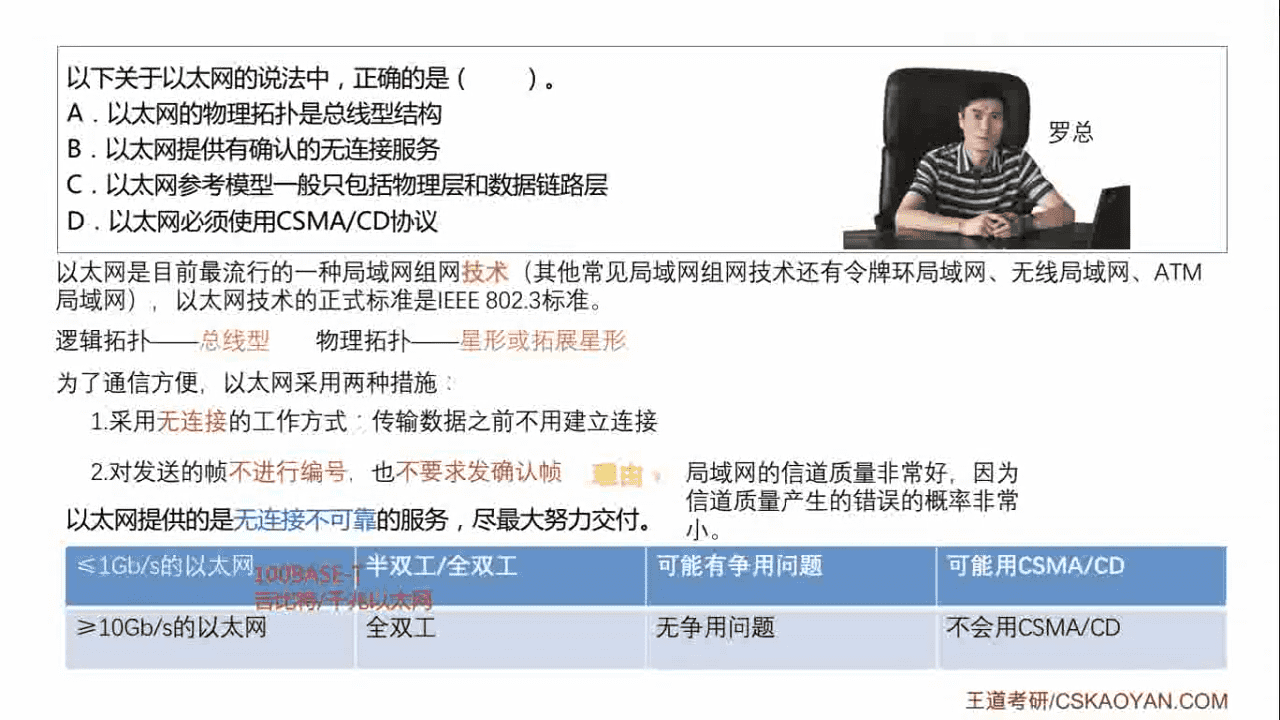 以下关于以太网的说法中，正确的是（　　）。
A．以太网的物理拓扑是总线型结构
B．以太网提供有确认的无连接服务
C．以太网参考模型一般只包括物理层和数据链路层
D．以太网必须使用CSMA/CD协议
罗总
以太网是目前最流行的一种局域网组网技术（其他常见局域网组网技术还有令牌环局域网、无线局域网、ATM
局域网），以太网技术的正式标准是IEEE 802.3标准。
逻辑拓扑——总线型　　物理拓扑——星形或拓展星形
为了通信方便，以太网采用两种措施：
1.采用无连接的工作方式：传输数据之前不用建立连接
2.对发送的帧不进行编号，也不要求发确认帧
理由：
局域网的信道质量非常好，因为
信道质量产生的错误的概率非常
小。
以太网提供的是无连接不可靠的服务，尽最大努力交付。
≤1Gb/s的以太网 半双工/全双工 可能有争用问题 可能用CSMA/CD
100BASE-T
吉比特/千兆以太网
≥10Gb/s的以太网 全双工 无争用问题 不会用CSMA/CD
王道考研/CSKAOYAN.COM